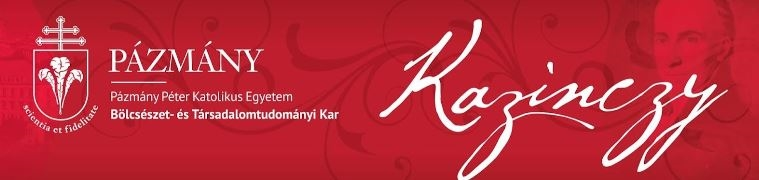 PÁZMÁNY
Pázmány Péter Katolikus Egyetem
Bölcsészet- és Társadalomtudományi Kar
scientia et fidelitate
Kazinczy